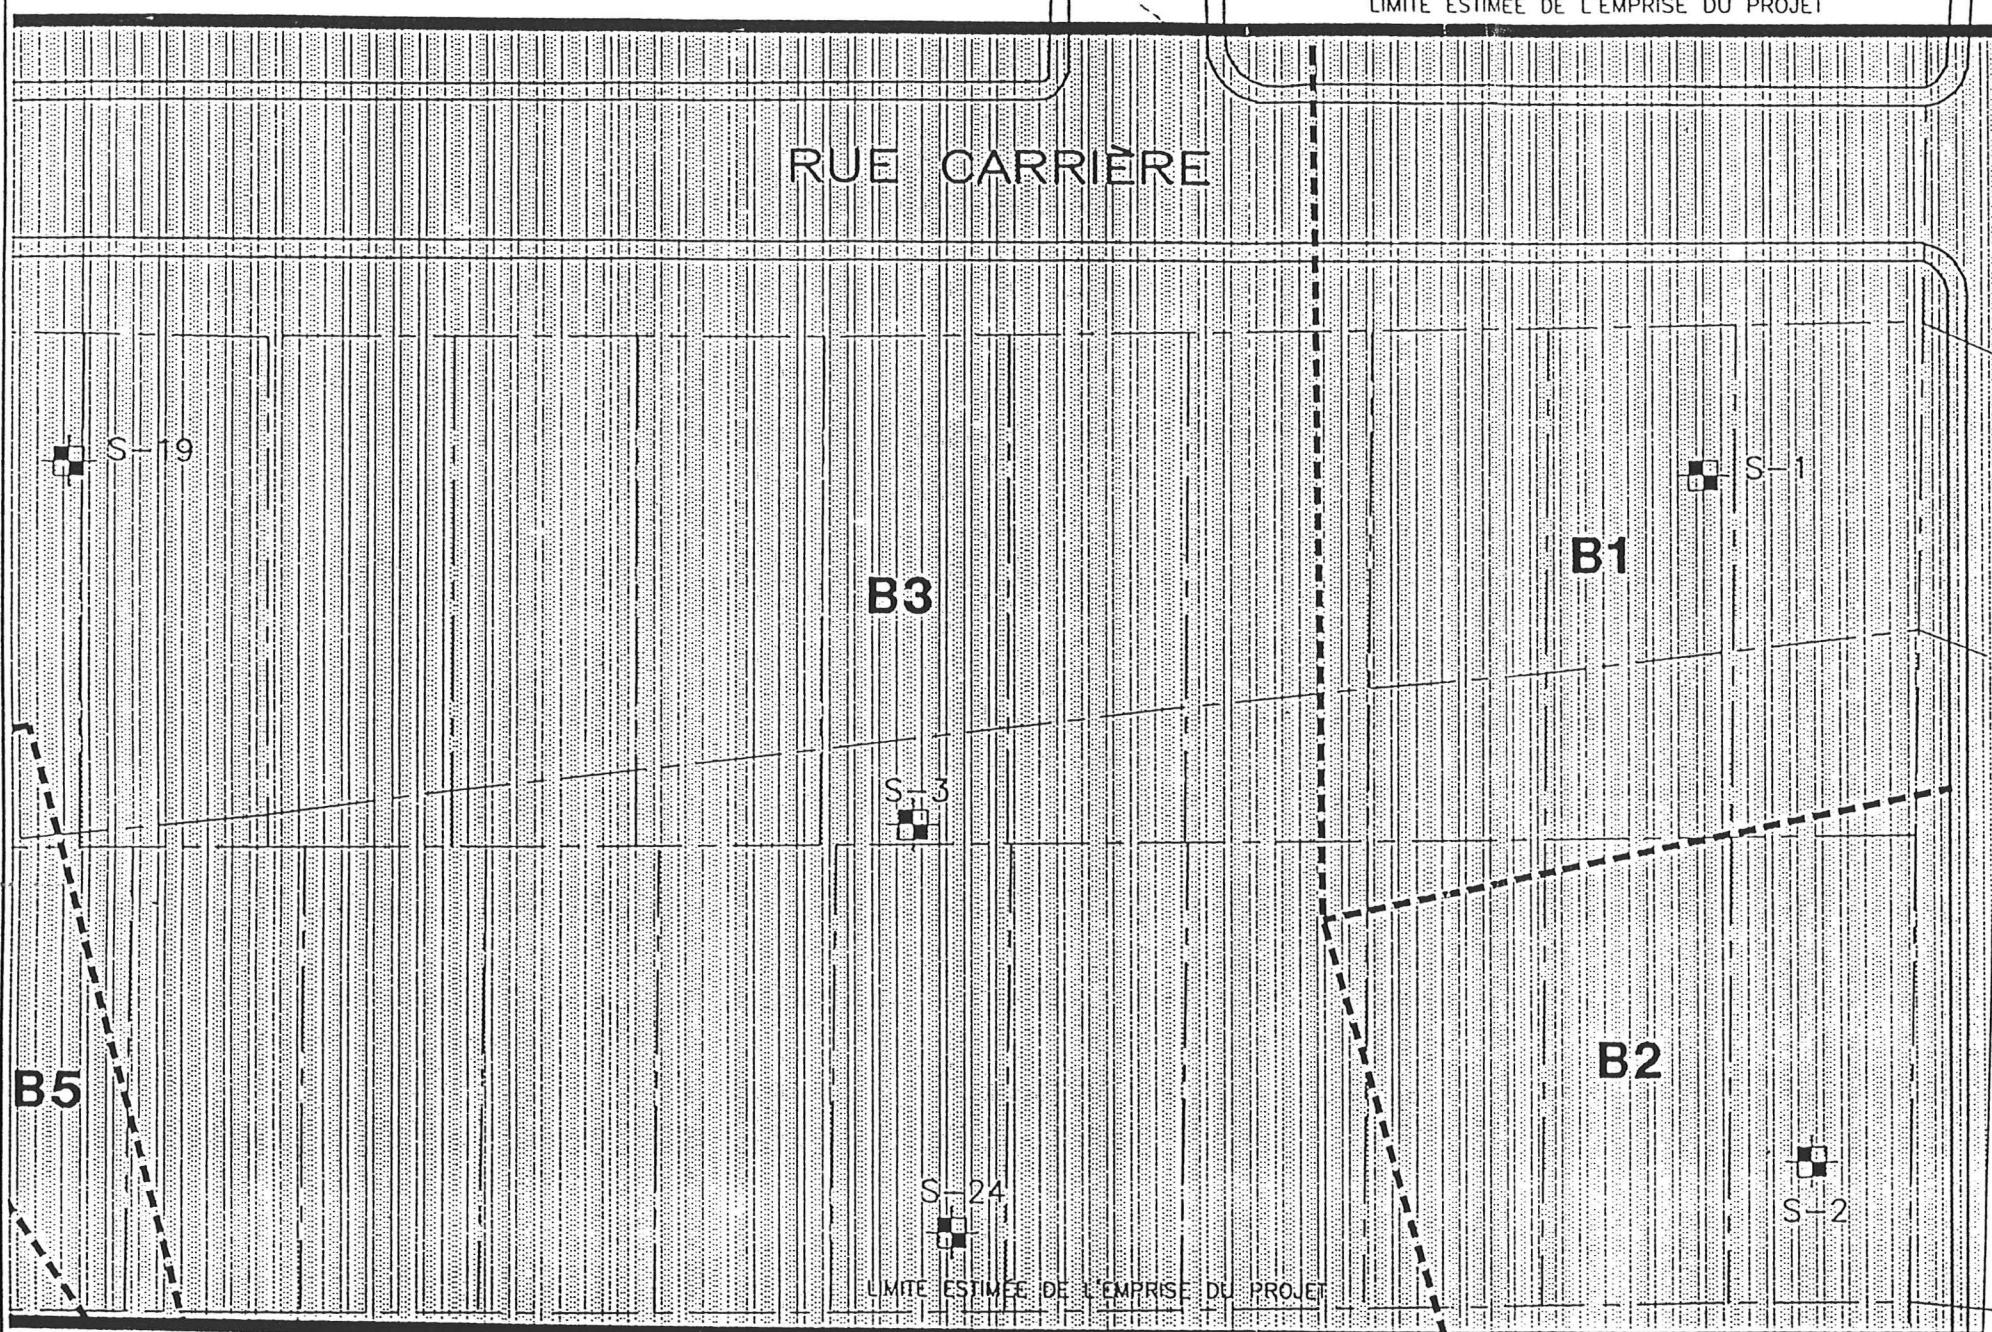 LIMITE ESTIMÉE DE L'EMPRISE DU PROJET
RUE CARRIÈRE
S-19
S-1
B1
B3
S-3
B2
B5
S-24
S-2
LIMITE ESTIMÉE DE L'EMPRISE DU PROJET